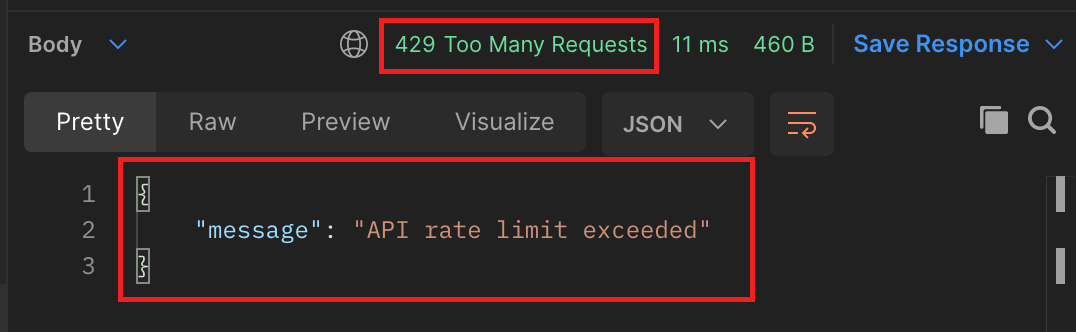 Body 429 Too Many Requests 11 ms 460 B Save Response
Pretty Raw Preview Visualize JSON
1 {
2 "message": "API rate limit exceeded"
3 }